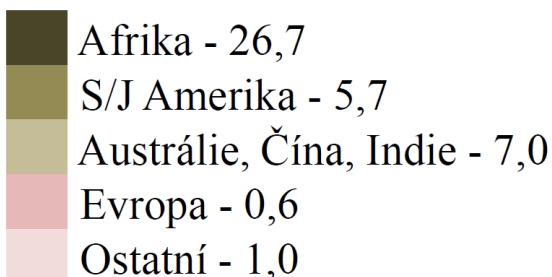 Afrika - 26,7
S/J Amerika - 5,7
Austrálie, Čína, Indie - 7,0
Evropa - 0,6
Ostatní - 1,0